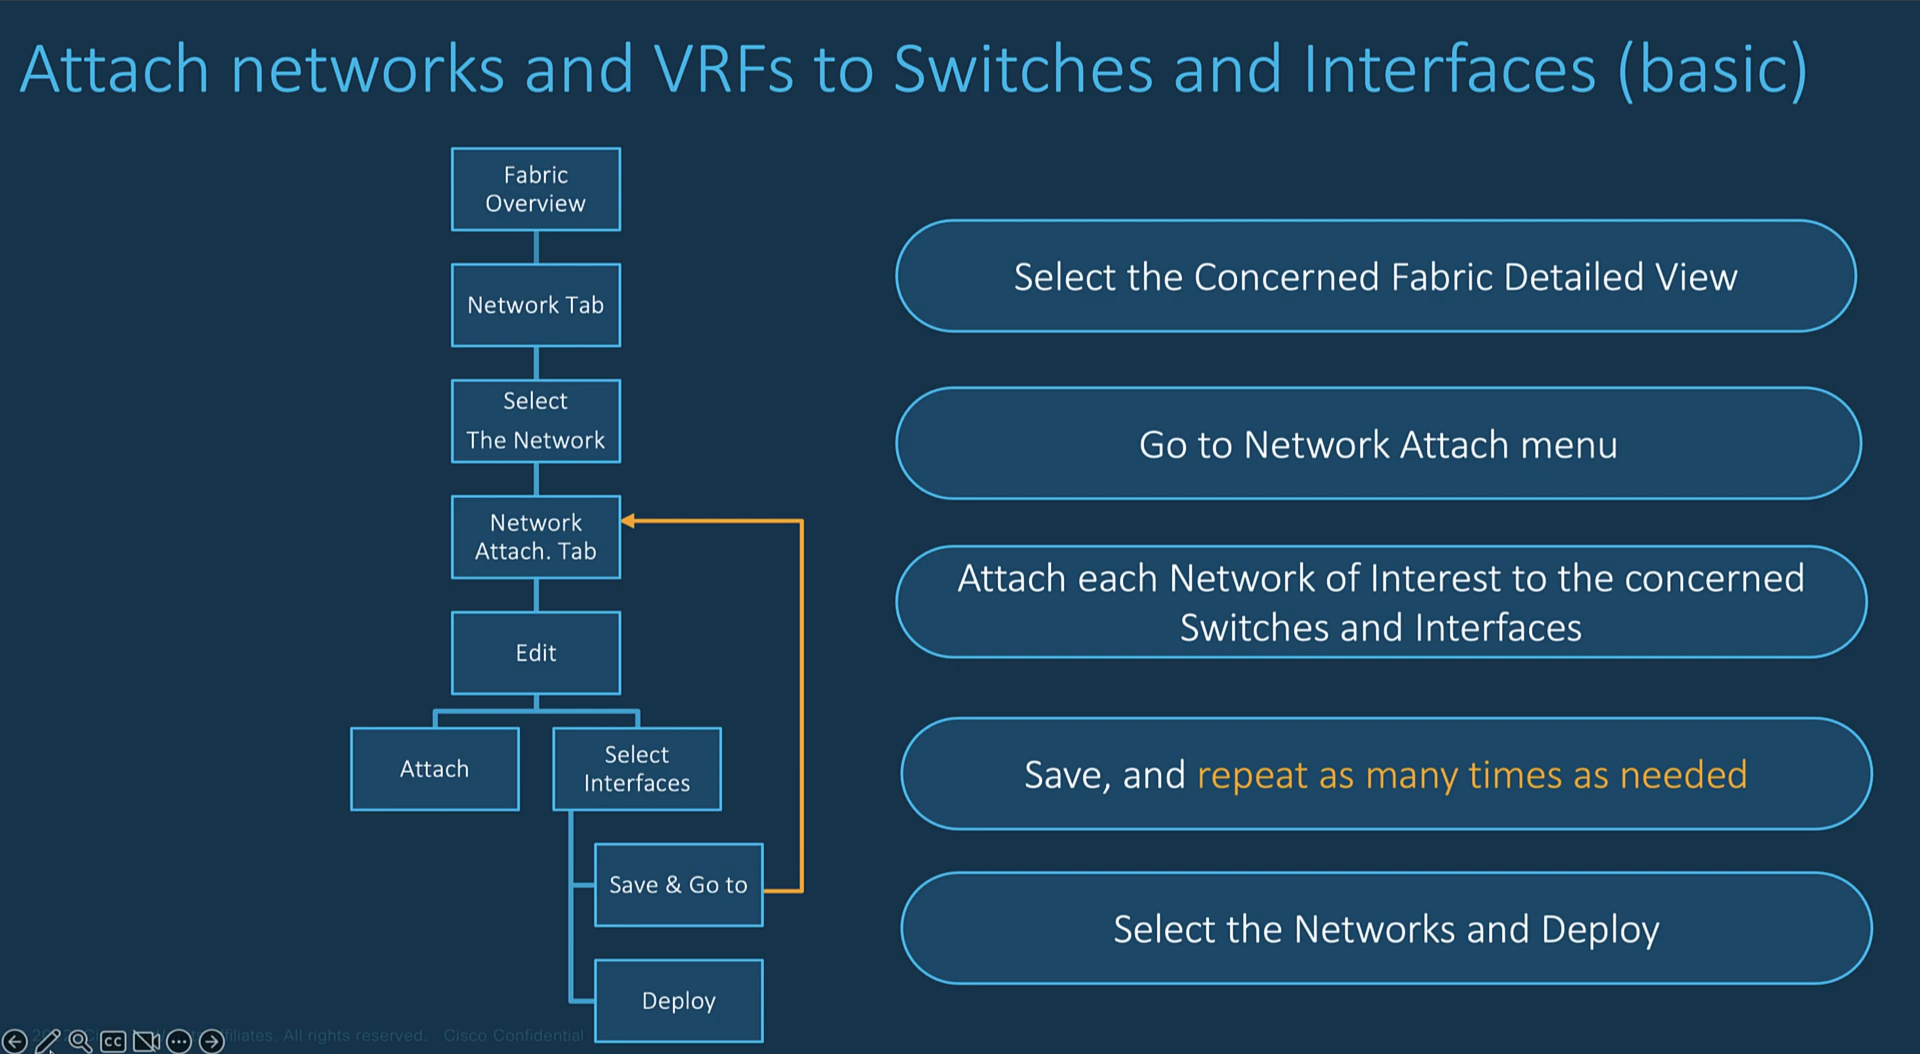 Attach networks and VRFs to Switches and Interfaces (basic)
Fabric
Overview
Network Tab
Select
The Network
Network
Attach. Tab
Edit
Attach
Select
Interfaces
Save & Go to
Deploy
Select the Concerned Fabric Detailed View
Go to Network Attach menu
Attach each Network of Interest to the concerned
Switches and Interfaces
Save, and repeat as many times as needed
Select the Networks and Deploy
All rights reserved. Cisco Confidential
CC